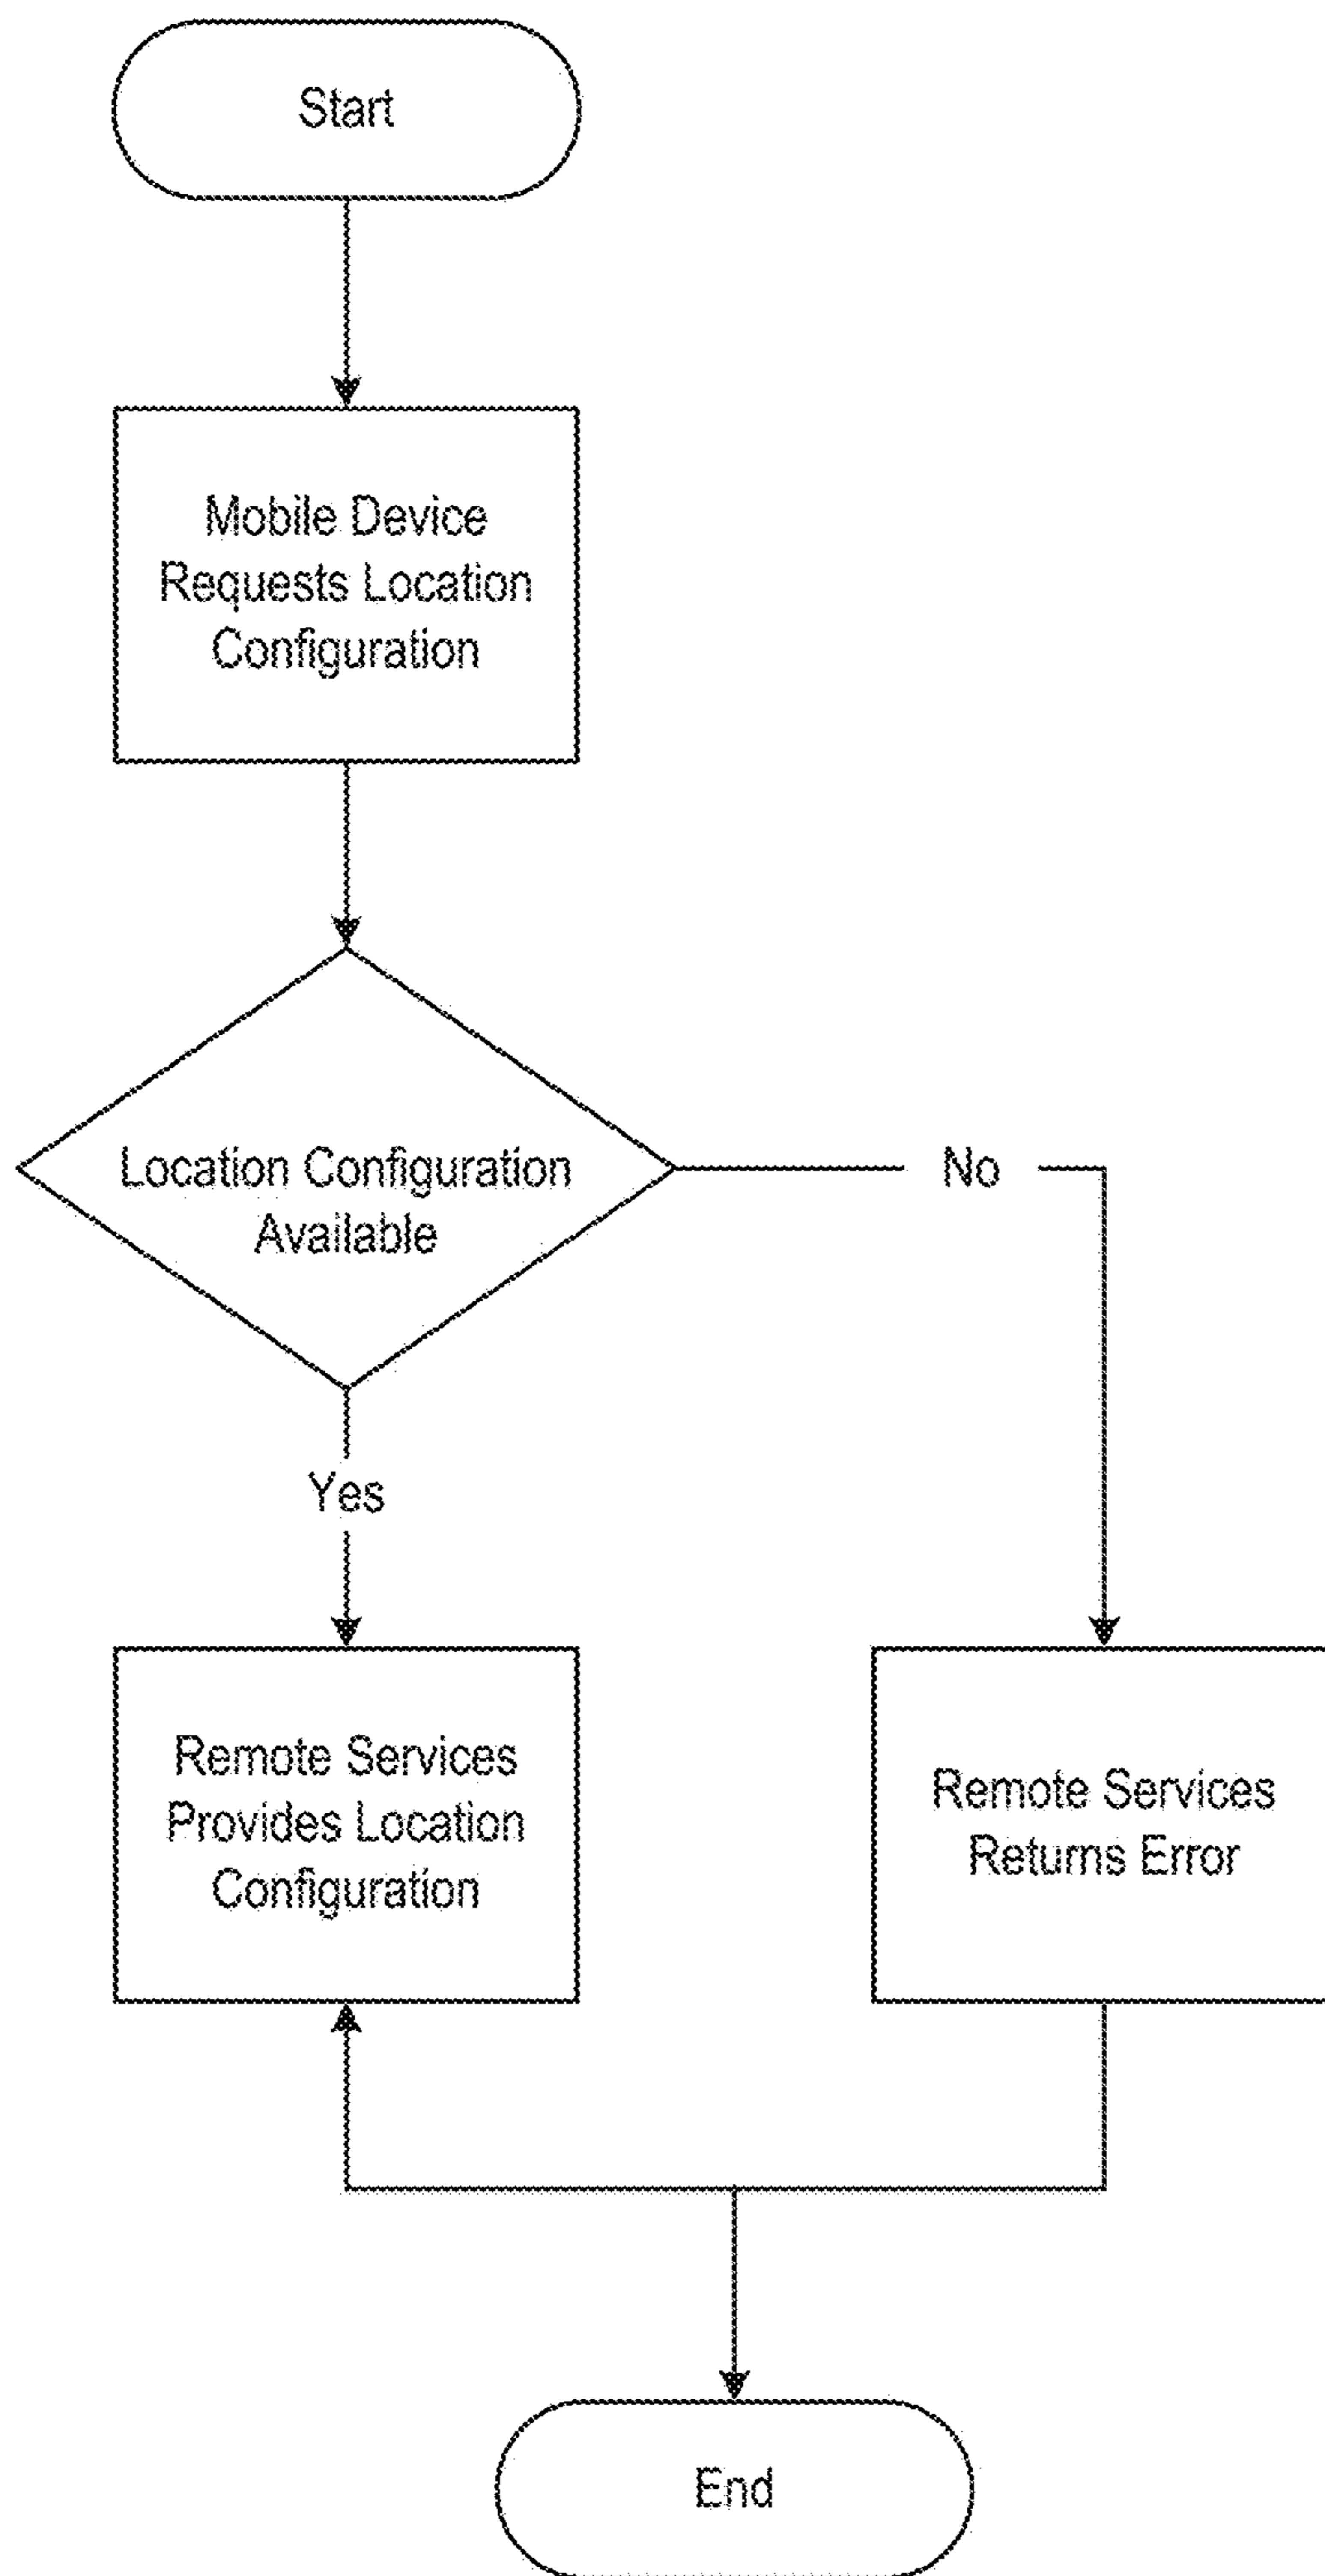 Start
Mobile Device
Requests Location
Configuration
Location Configuration
Available
No
Yes
Remote Services
Provides Location
Configuration
Remote Services
Returns Error
End